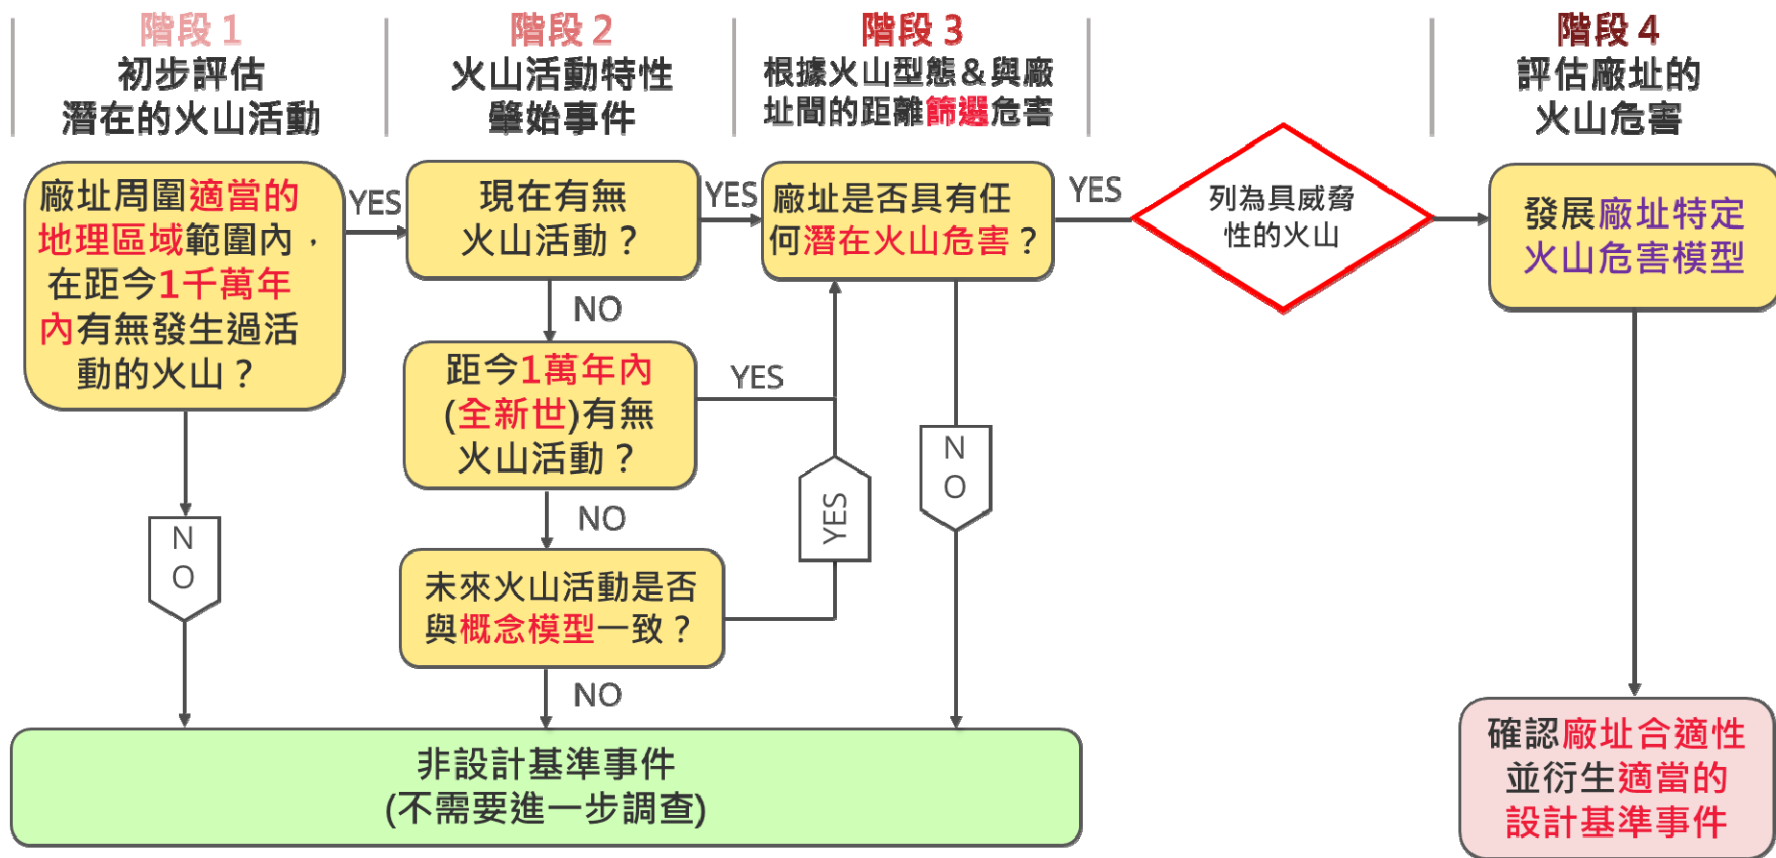 階段 1
初步評估
潛在的火山活動
階段 2
火山活動特性
肇始事件
階段 3
根據火山型態&與廠
址間的距離篩選危害
階段 4
評估廠址的
火山危害
廠址周圍適當的
地理區域範圍內，
在距今1千萬年
內有無發生過活
動的火山？
YES
現在有無
火山活動？
YES
廠址是否具有任
何潛在火山危害？
YES
列為具威脅
性的火山
發展廠址特定
火山危害模型
NO
距今1萬年內
(全新世)有無
火山活動？
YES
NO
未來火山活動是否
與概念模型一致？
YES
NO
N
O
N
O
非設計基準事件
(不需要進一步調查)
確認廠址合適性
並衍生適當的
設計基準事件